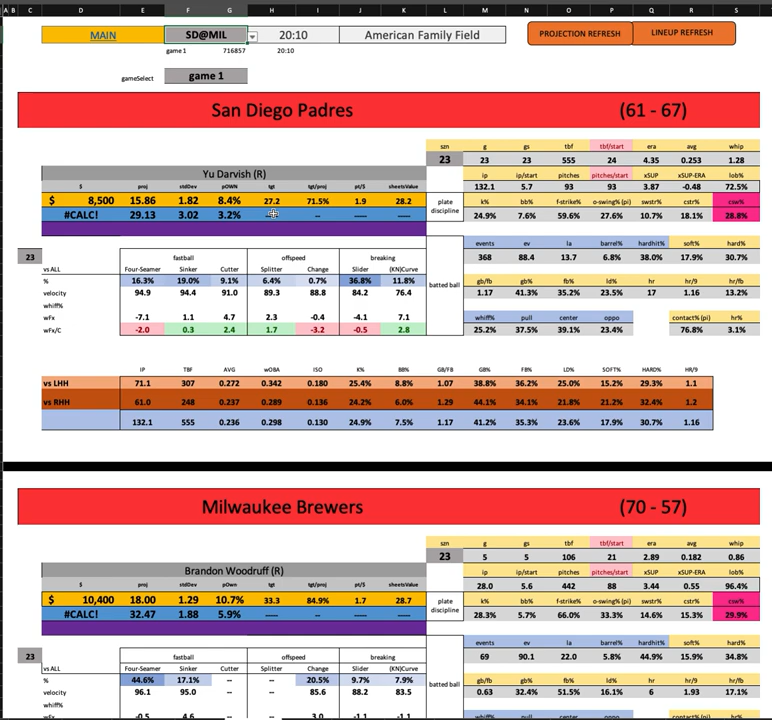 A B C D E F G H I J K L M N O P Q R S
MAIN SD@MIL 20:10 American Family Field PROJECTION REFRESH LINEUP REFRESH
game 1 716857 20:10
gameSelect game 1
San Diego Padres (61 - 67)
szn g gs tbf tbf/start era avg whip
23 23 23 555 24 4.35 0.253 1.28
Yu Darvish (R) ip ip/start pitches pitches/start xSUP xSUP-ERA lob%
$ proj stdDev pOWN tgt tgt/proj pt/$ sheetsValue 132.1 5.7 93 93 3.87 -0.48 72.5%
$ 8,500 15.86 1.82 8.4% 27.2 71.5% 1.9 28.2 plate discipline k% bb% f-strike% o-swing% (pi) swstr% cstr% csw%
#CALC! 29.13 3.02 3.2% ---- ---- ---- ---- 24.9% 7.6% 59.6% 27.6% 10.7% 18.1% 28.8%
events ev la barrel% hardhit% soft% hard%
23 fastball offspeed breaking 368 88.4 13.7 6.8% 38.0% 17.9% 30.7%
vs ALL Four-Seamer Sinker Cutter Splitter Change Slider (KN)Curve
% 16.3% 19.0% 9.1% 6.4% 0.7% 36.8% 11.8% batted ball gb/fb gb% fb% ld% hr hr/9 hr/fb
velocity 94.9 94.4 91.0 89.3 88.8 84.2 76.4 1.17 41.3% 35.2% 23.5% 17 1.16 13.2%
whiff%
wFx -7.1 1.1 4.7 2.3 -0.4 -4.1 7.1 whiff% pull center oppo contact% (pi) hr%
wFx/C -2.0 0.3 2.4 1.7 -3.2 -0.5 2.8 25.2% 37.5% 39.1% 23.4% 76.8% 3.1%
IP TBF AVG wOBA ISO K% BB% GB/FB GB% FB% LD% SOFT% HARD% HR/9
vs LHH 71.1 307 0.272 0.342 0.180 25.4% 8.8% 1.07 38.8% 36.2% 25.0% 15.2% 29.3% 1.1
vs RHH 61.0 248 0.237 0.289 0.136 24.2% 6.0% 1.29 44.1% 34.1% 21.8% 21.2% 32.4% 1.2
132.1 555 0.236 0.298 0.130 24.9% 7.5% 1.17 41.2% 35.3% 23.6% 17.9% 30.7% 1.16
Milwaukee Brewers (70 - 57)
szn g gs tbf tbf/start era avg whip
23 5 5 106 21 2.89 0.182 0.86
Brandon Woodruff (R) ip ip/start pitches pitches/start xSUP xSUP-ERA lob%
$ proj stdDev pOwn tgt tgt/proj pt/$ sheetsValue 28.0 5.6 442 88 3.44 0.55 96.4%
$ 10,400 18.00 1.29 10.7% 33.3 84.9% 1.7 28.7 plate discipline k% bb% f-strike% o-swing% (pi) swstr% cstr% csw%
#CALC! 32.47 1.88 5.9% ---- ---- ---- ---- 28.3% 5.7% 66.0% 33.3% 14.6% 15.3% 29.9%
events ev la barrel% hardhit% soft% hard%
23 fastball offspeed breaking 69 90.1 22.0 5.8% 44.9% 15.9% 34.8%
vs ALL Four-Seamer Sinker Cutter Splitter Change Slider (KN)Curve
% 44.6% 17.1% -- -- 20.5% 9.7% 7.9% batted ball gb/fb gb% fb% ld% hr hr/9 hr/fb
velocity 96.1 95.0 -- -- 85.6 88.2 83.5 0.63 32.4% 51.5% 16.1% 6 1.93 17.1%
whiff%
wFx -0.5 4.6 -- -- 3.0 -1.1 -1.1 whiff% pull center oppo contact% (pi) hr%